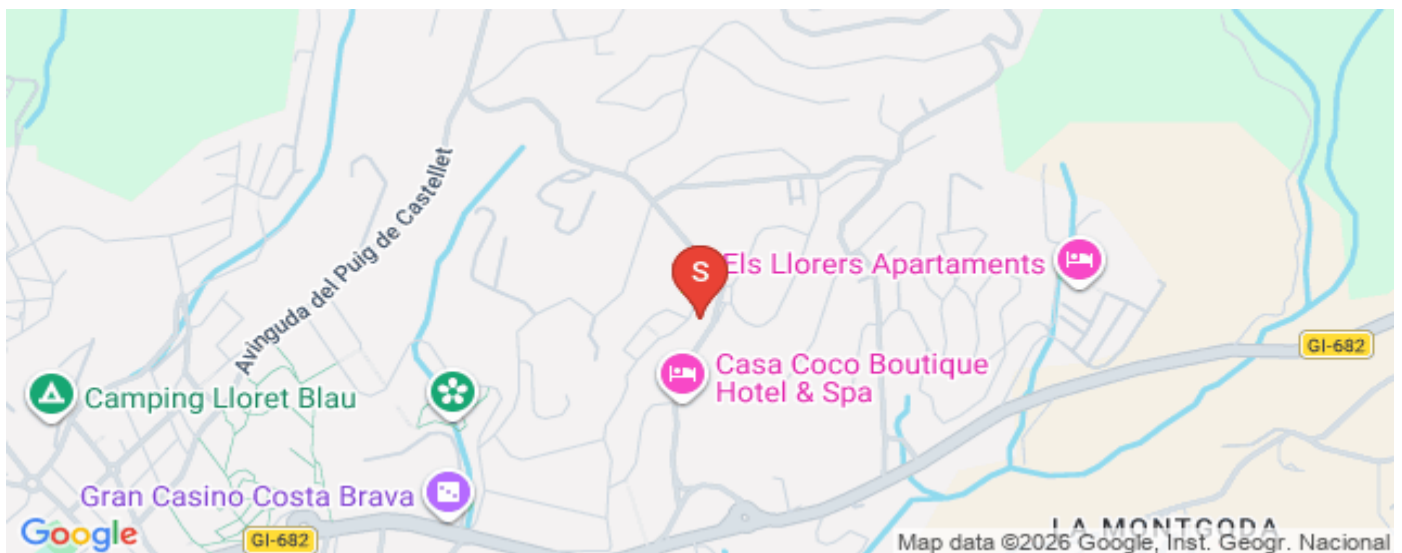 Avinguda del Puig de Castellet
S
Els Llorers Apartaments
GI-682
Casa Coco Boutique
Hotel & Spa
Camping Lloret Blau
Gran Casino Costa Brava
GI-682
LA MONTGODA
Google
Map data ©2026 Google, Inst. Geogr. Nacional